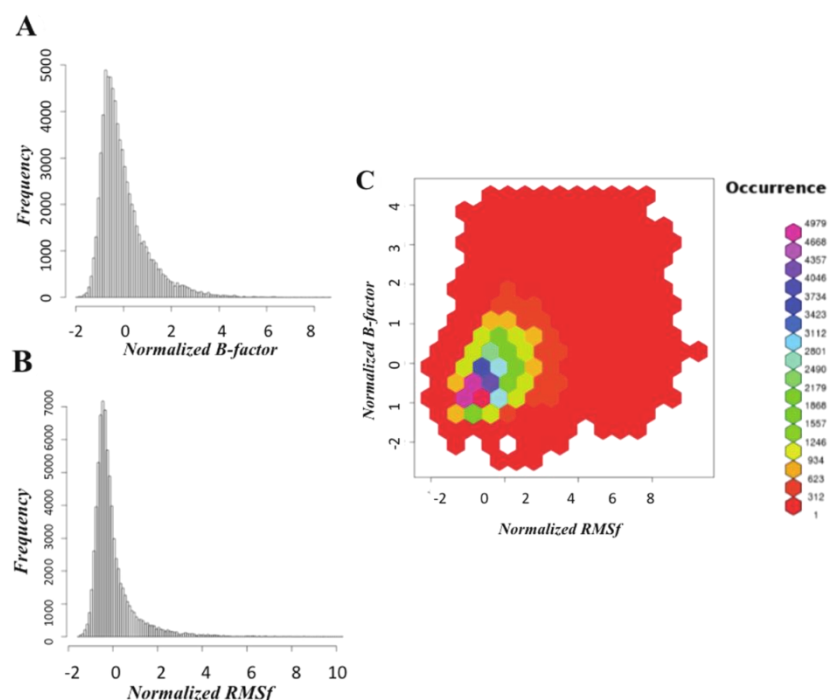 A
Frequency
5000
4000
3000
2000
1000
0
-2 0 2 4 6 8
Normalized B-factor
B
Frequency
7000
6000
5000
4000
3000
2000
1000
0
-2 0 2 4 6 8 10
Normalized RMSf
C
Normalized B-factor
4
3
2
1
0
1
-2
-2 0 2 4 6 8
Normalized RMSf
Occurrence
4979
4668
4357
4046
3734
3423
3112
2801
2490
2179
1868
1557
1246
934
623
312
1